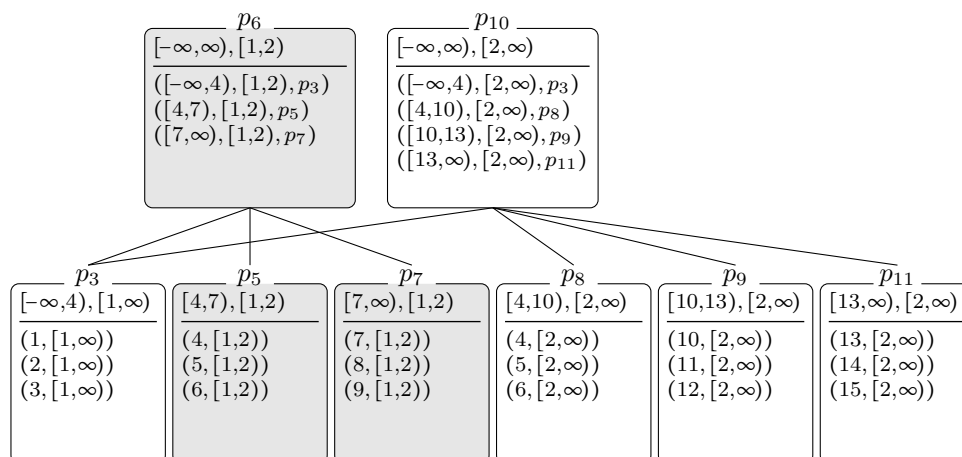 p6
[-∞,∞),[1,2)
([-∞,4),[1,2),p3)
([4,7),[1,2),p5)
([7,∞),[1,2),p7)
p10
[-∞,∞),[2,∞)
([-∞,4),[2,∞),p3)
([4,10),[2,∞),p8)
([10,13),[2,∞),p9)
([13,∞),[2,∞),p11)
p3
[-∞,4),[1,∞)
(1,[1,∞))
(2,[1,∞))
(3,[1,∞))
p5
[4,7),[1,2)
(4,[1,2))
(5,[1,2))
(6,[1,2))
p7
[7,∞),[1,2)
(7,[1,2))
(8,[1,2))
(9,[1,2))
p8
[4,10),[2,∞)
(4,[2,∞))
(5,[2,∞))
(6,[2,∞))
p9
[10,13),[2,∞)
(10,[2,∞))
(11,[2,∞))
(12,[2,∞))
p11
[13,∞),[2,∞)
(13,[2,∞))
(14,[2,∞))
(15,[2,∞))